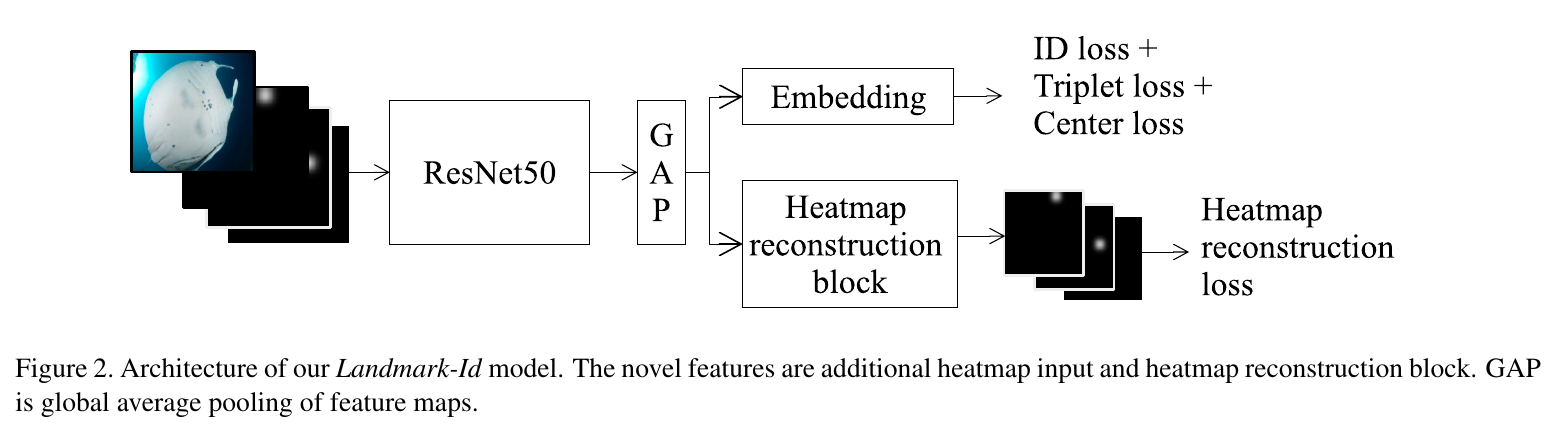 ID loss +
Triplet loss +
Center loss
Embedding
ResNet50
G
A
P
Heatmap
reconstruction
block
Heatmap
reconstruction
loss
Figure 2. Architecture of our Landmark-Id model. The novel features are additional heatmap input and heatmap reconstruction block. GAP
is global average pooling of feature maps.